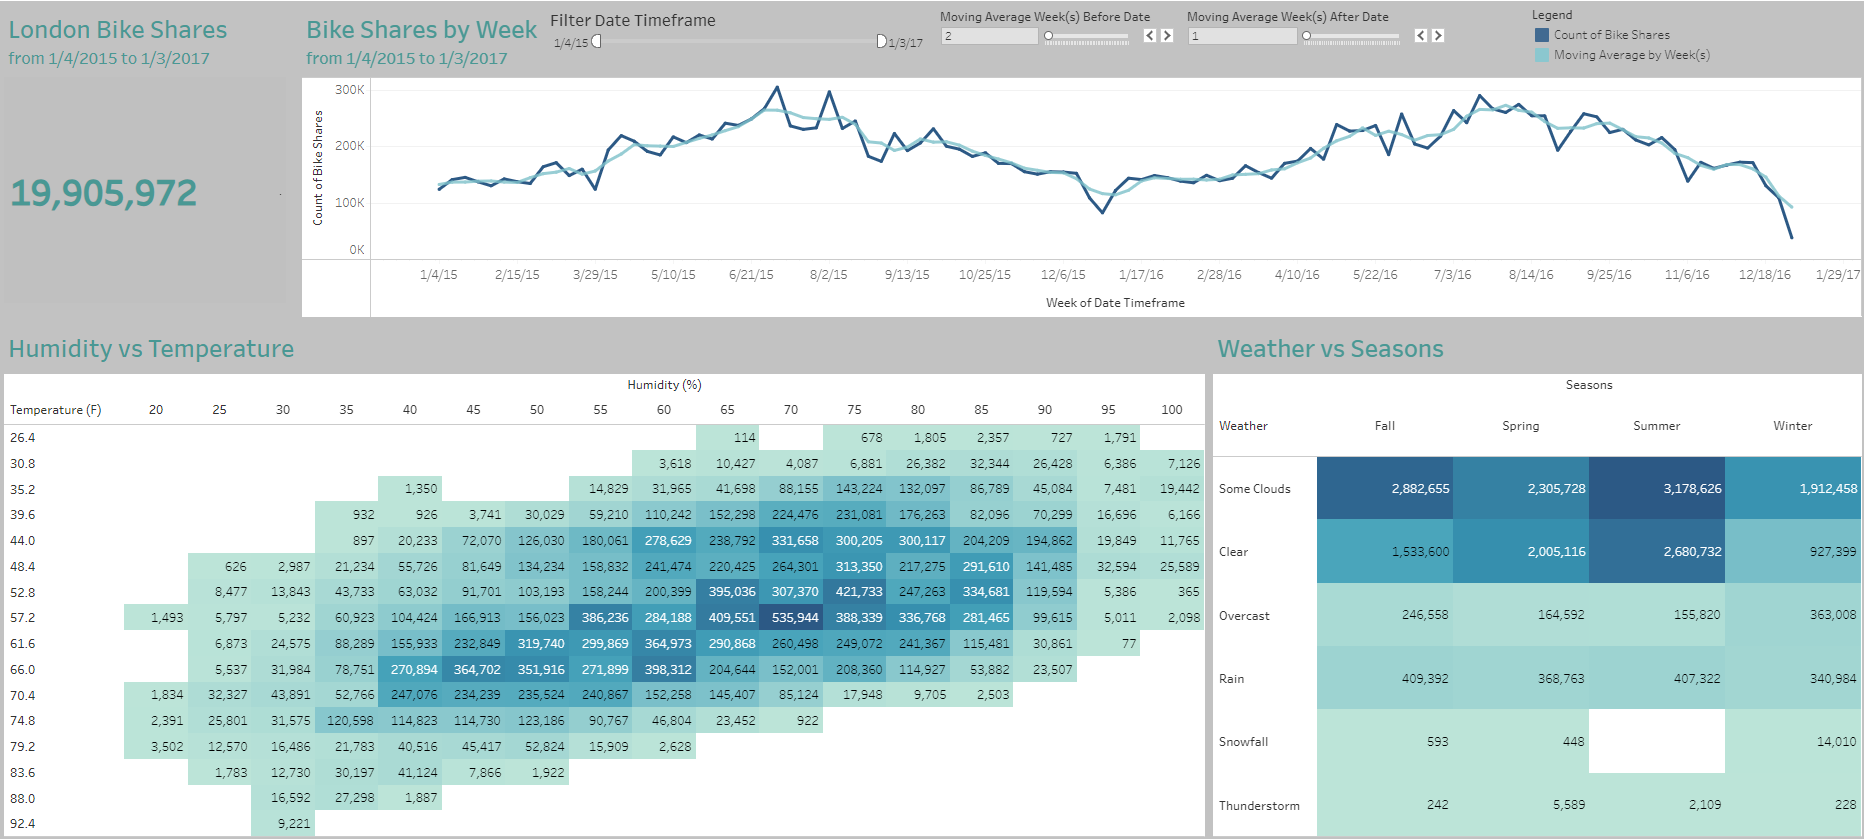 London Bike Shares
from 1/4/2015 to 1/3/2017
19,905,972
Bike Shares by Week
from 1/4/2015 to 1/3/2017
Filter Date Timeframe
1/4/15 1/3/17
Moving Average Week(s) Before Date
2
Moving Average Week(s) After Date
1
Legend
Count of Bike Shares
Moving Average by Week(s)
Count of Bike Shares
300K
200K
100K
0K
1/4/15 2/15/15 3/29/15 5/10/15 6/21/15 8/2/15 9/13/15 10/25/15 12/6/15 1/17/16 2/28/16 4/10/16 5/22/16 7/3/16 8/14/16 9/25/16 11/6/16 12/18/16 1/29/17
Week of Date Timeframe
Humidity vs Temperature
Humidity (%)
Temperature (F) 20 25 30 35 40 45 50 55 60 65 70 75 80 85 90 95 100
26.4 114 678 1,805 2,357 727 1,791
30.8 3,618 10,427 4,087 6,881 26,382 32,344 26,428 6,386 7,126
35.2 1,350 14,829 31,965 41,698 88,155 143,224 132,097 86,789 45,084 7,481 19,442
39.6 932 926 3,741 30,029 59,210 110,242 152,298 224,476 231,081 176,263 82,096 70,299 16,696 6,166
44.0 897 20,233 72,070 126,030 180,061 278,629 238,792 331,658 300,205 300,117 204,209 194,862 19,849 11,765
48.4 626 2,987 21,234 55,726 81,649 134,234 158,832 241,474 220,425 264,301 313,350 217,275 291,610 141,485 32,594 25,589
52.8 8,477 13,843 43,733 63,032 91,701 103,193 158,244 200,399 395,036 307,370 421,733 247,263 334,681 119,594 5,386 365
57.2 1,493 5,797 5,232 60,923 104,424 166,913 156,023 386,236 284,188 409,551 535,944 388,339 336,768 281,465 99,615 5,011 2,098
61.6 6,873 24,575 88,289 155,933 232,849 319,740 299,869 364,973 290,868 260,498 249,072 241,367 115,481 30,861 77
66.0 5,537 31,984 78,751 270,894 364,702 351,916 271,899 398,312 204,644 152,001 208,360 114,927 53,882 23,507
70.4 1,834 32,327 43,891 52,766 247,076 234,239 235,524 240,867 152,258 145,407 85,124 17,948 9,705 2,503
74.8 2,391 25,801 31,575 120,598 114,823 114,730 123,186 90,767 46,804 23,452 922
79.2 3,502 12,570 16,486 21,783 40,516 45,417 52,824 15,909 2,628
83.6 1,783 12,730 30,197 41,124 7,866 1,922
88.0 16,592 27,298 1,887
92.4 9,221
Weather vs Seasons
Seasons
Weather Fall Spring Summer Winter
Some Clouds 2,882,655 2,305,728 3,178,626 1,912,458
Clear 1,533,600 2,005,116 2,680,732 927,399
Overcast 246,558 164,592 155,820 363,008
Rain 409,392 368,763 407,322 340,984
Snowfall 593 448 14,010
Thunderstorm 242 5,589 2,109 228